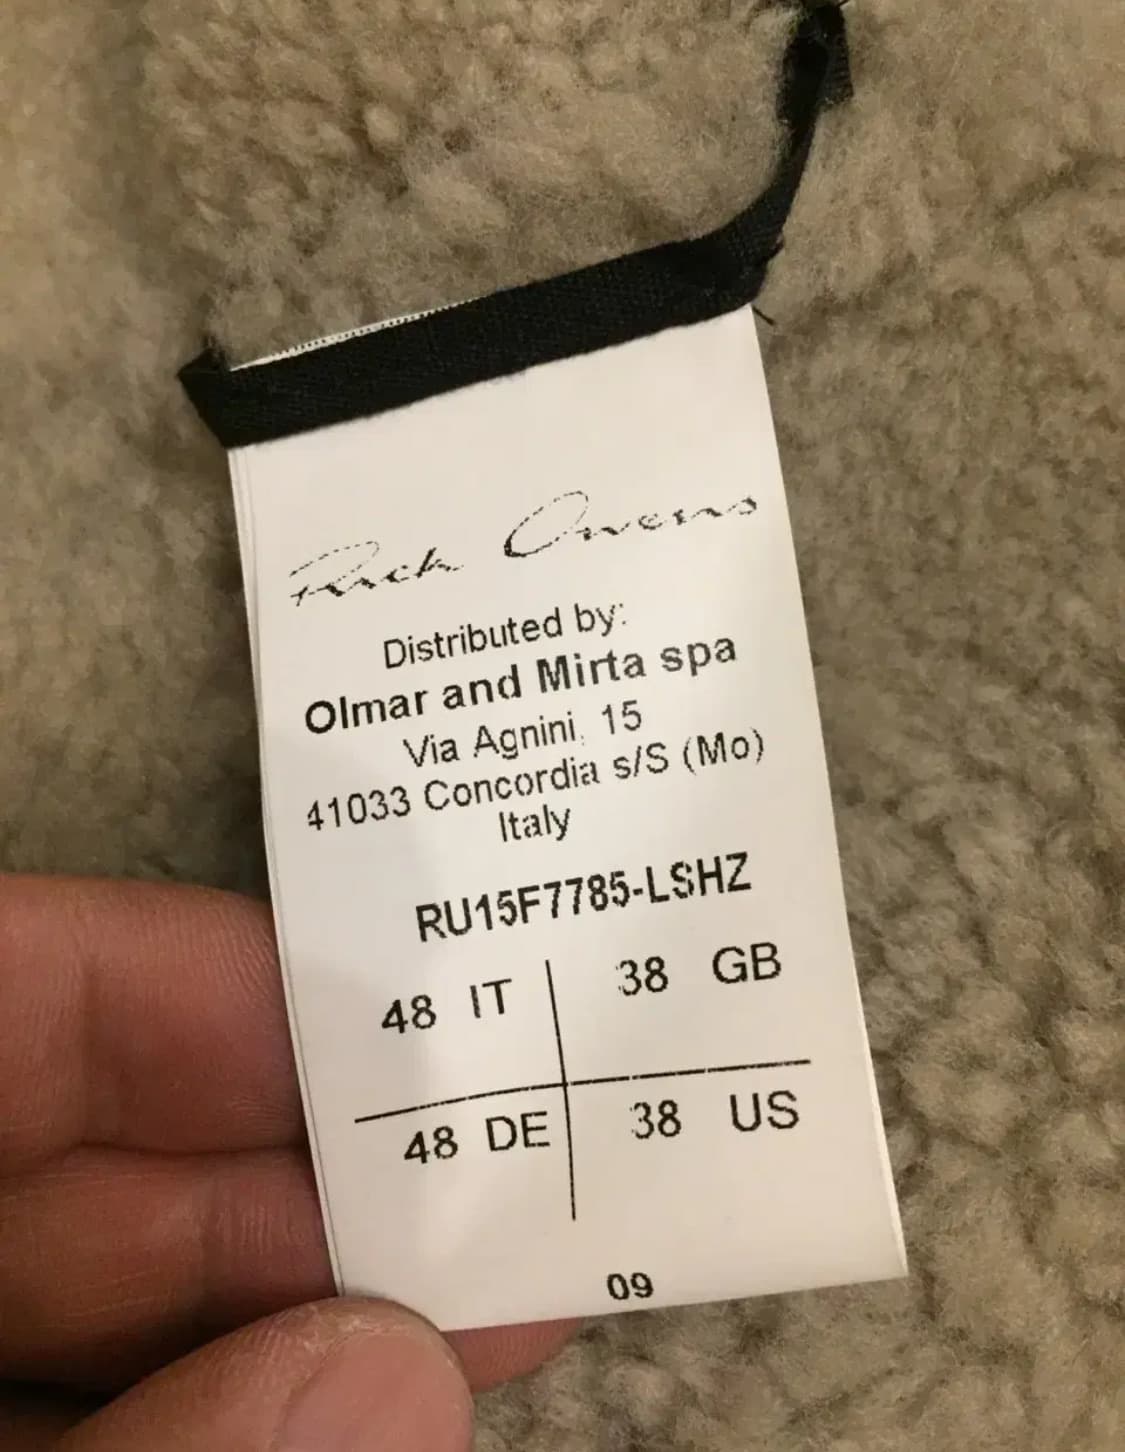 Rick Owens
Distributed by:
Olmar and Mirta spa
Via Agnini, 15
41033 Concordia s/S (Mo)
Italy
RU15F7785-LSHZ
48 IT 38 GB
48 DE 38 US
09